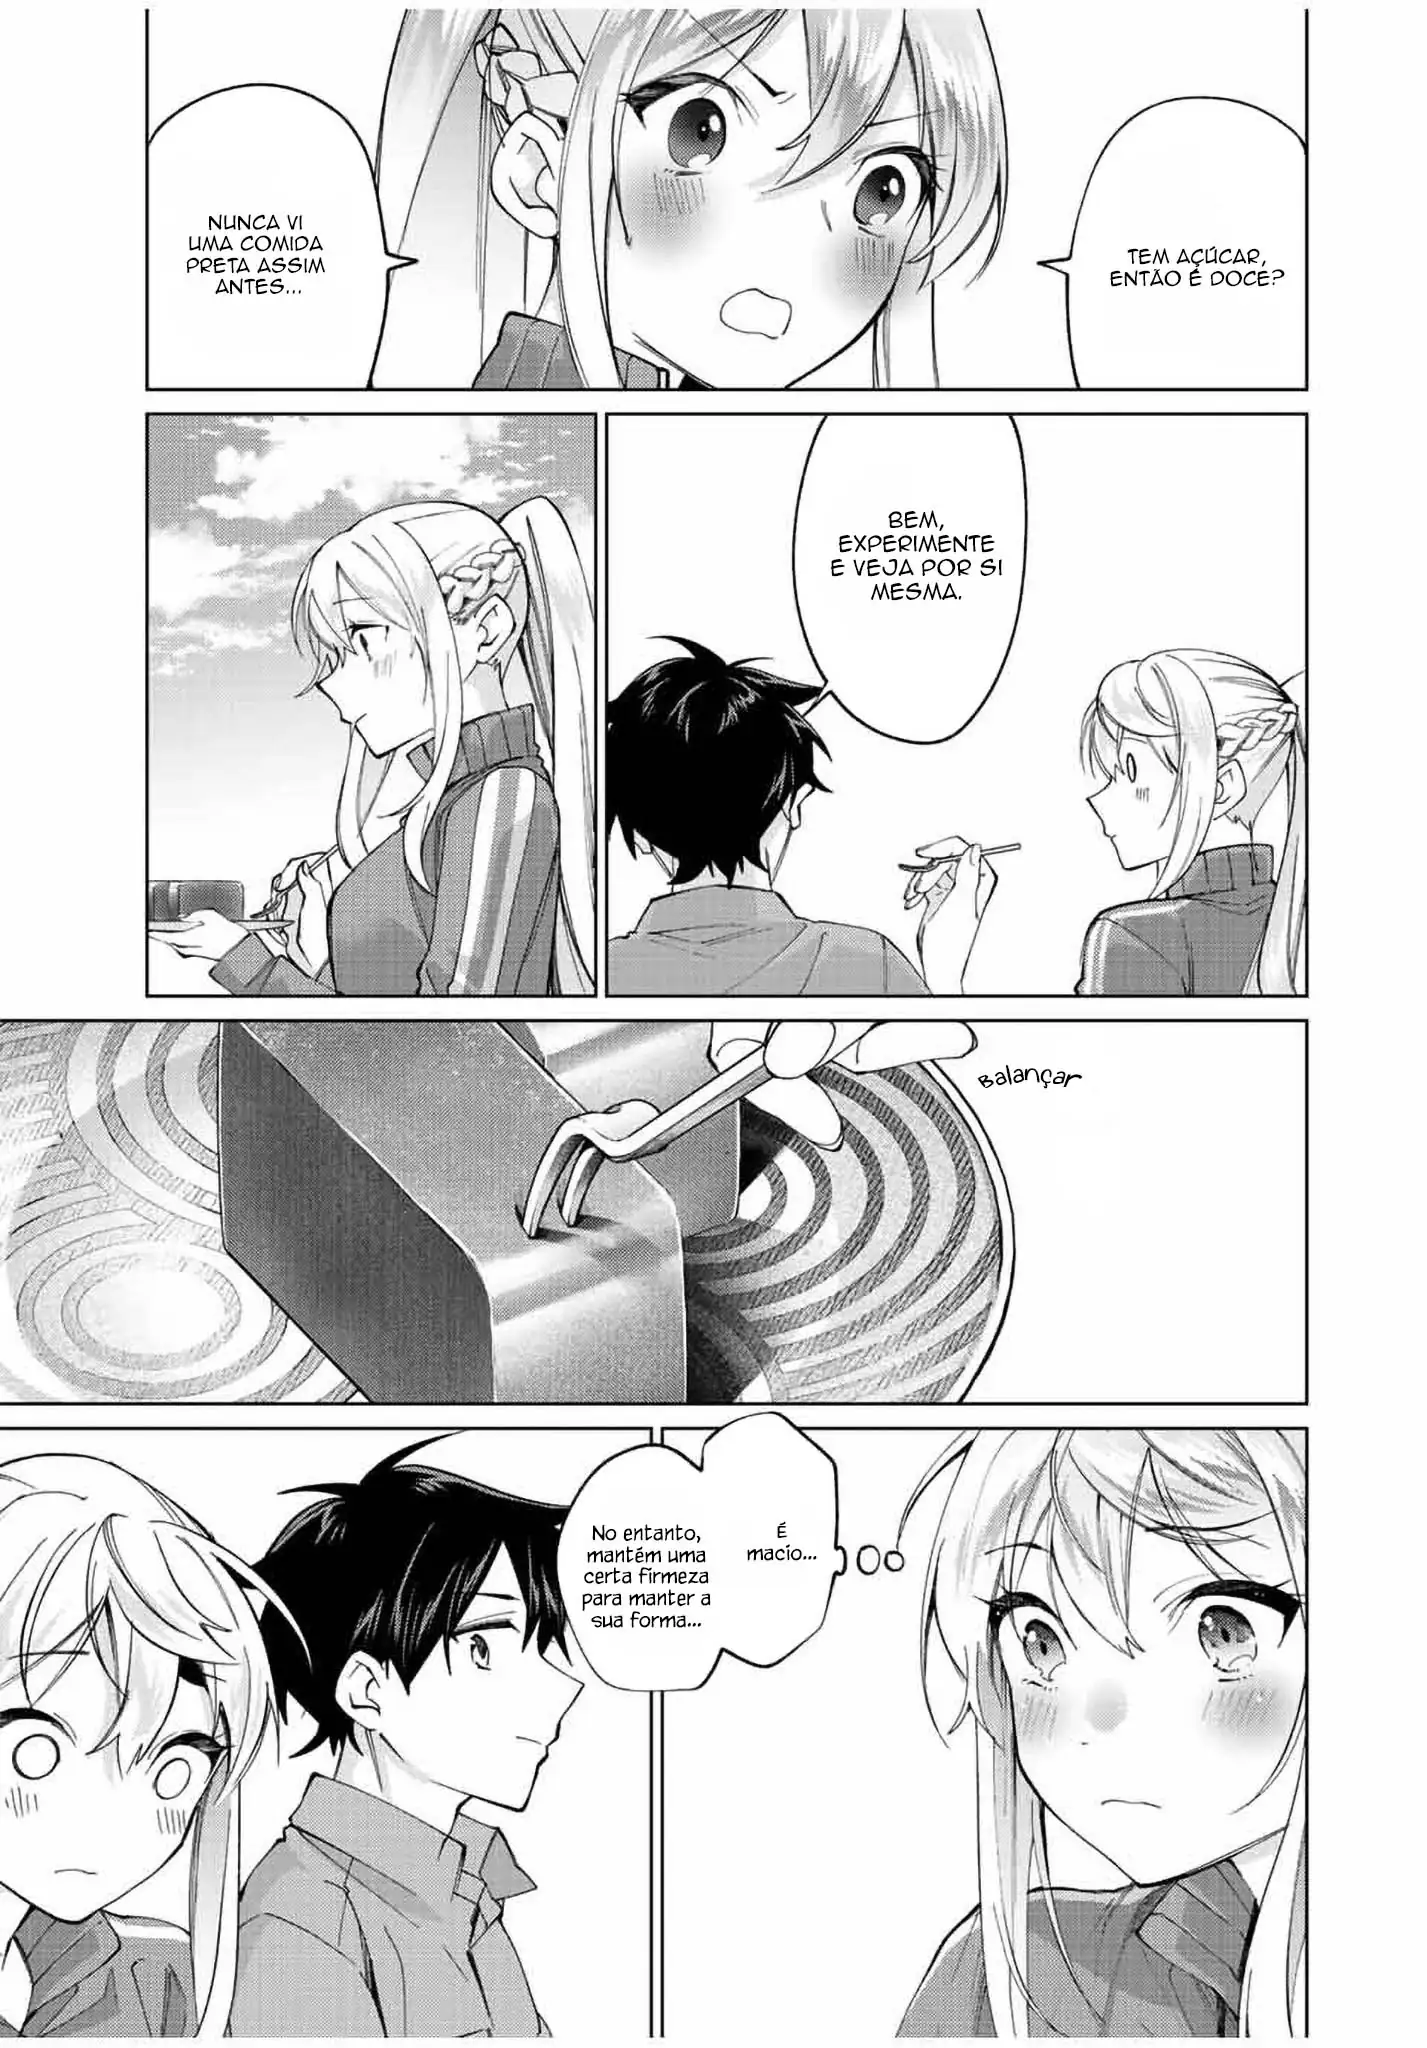 TEM AÇÚCAR,
ENTÃO É DOCE?
NUNCA VI
UMA COMIDA
PRETA ASSIM
ANTES...
BEM,
EXPERIMENTE
E VEJA POR SI
MESMA.
Balançar
É
macio...
No entanto,
mantém uma
certa firmeza
para manter a
sua forma...